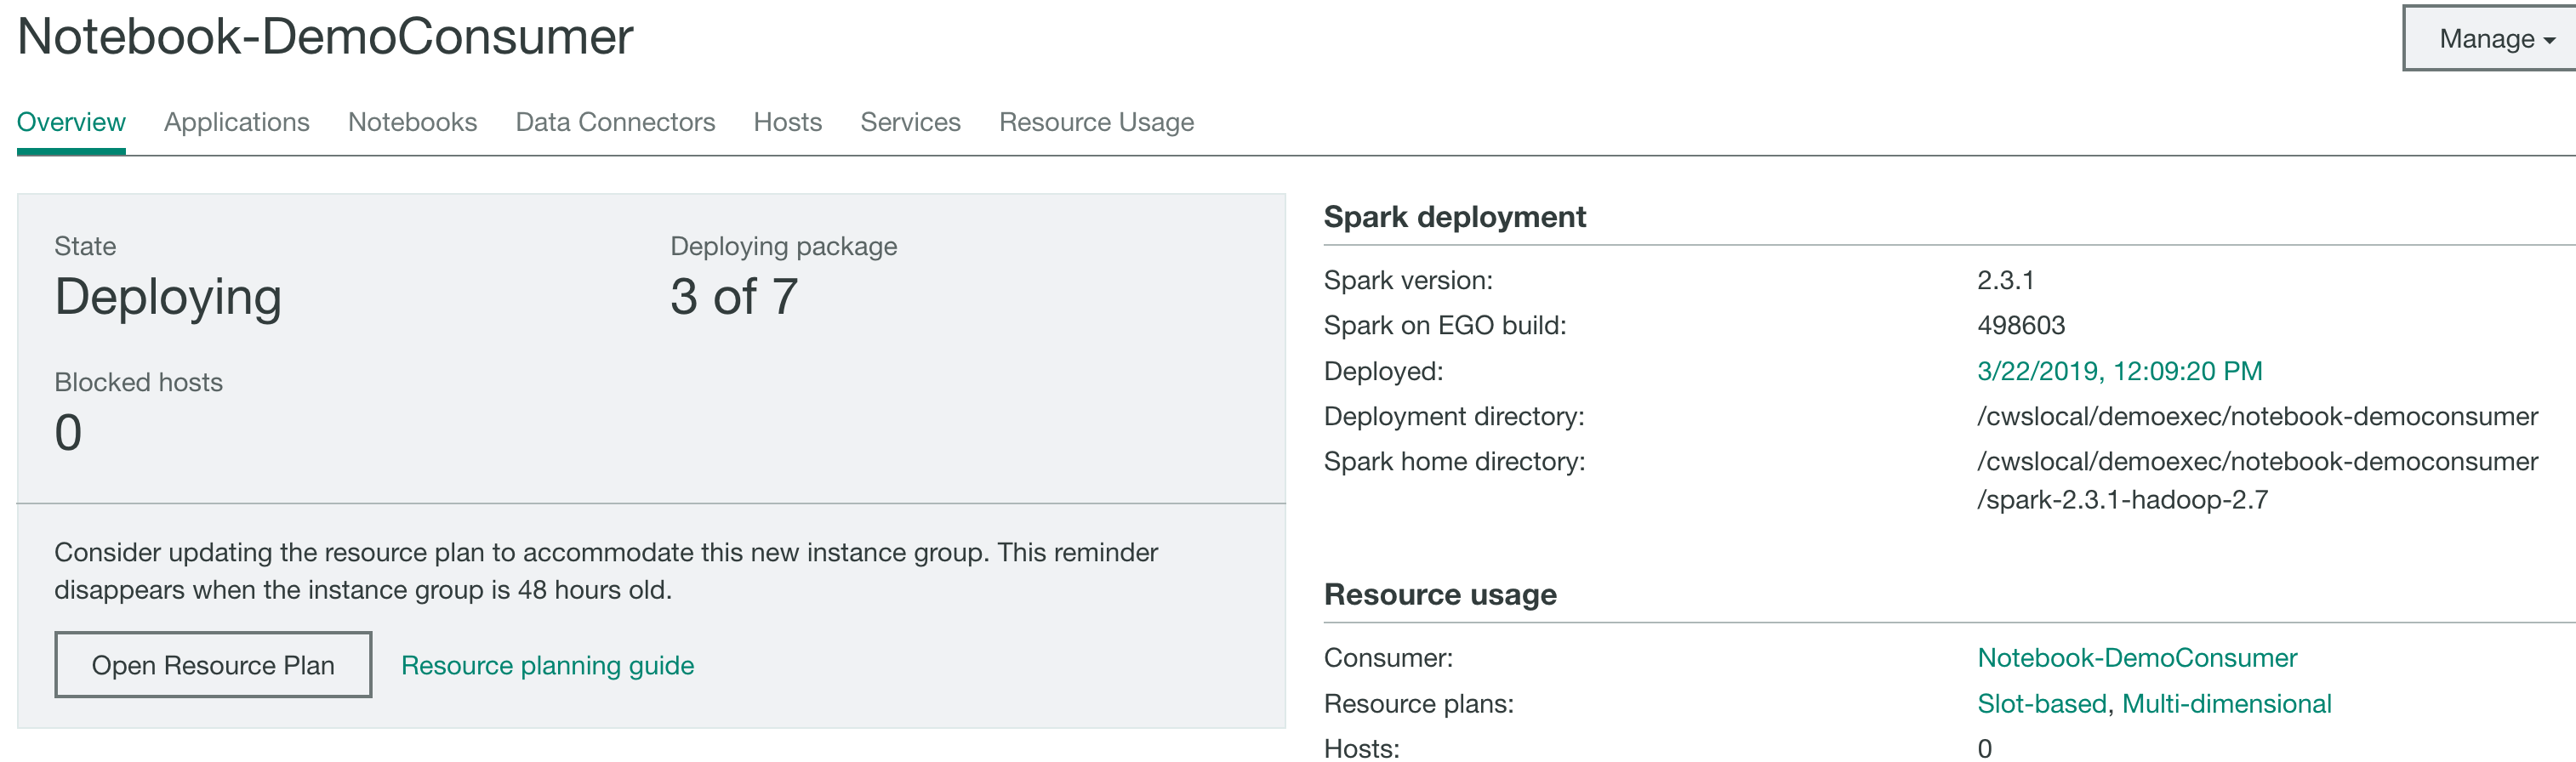 Notebook-DemoConsumer
Manage
Overview Applications Notebooks Data Connectors Hosts Services Resource Usage
State
Deploying
Deploying package
3 of 7
Blocked hosts
0
Consider updating the resource plan to accommodate this new instance group. This reminder
disappears when the instance group is 48 hours old.
Open Resource Plan Resource planning guide
Spark deployment
Spark version: 2.3.1
Spark on EGO build: 498603
Deployed: 3/22/2019, 12:09:20 PM
Deployment directory: /cwslocal/demoexec/notebook-democonsumer
Spark home directory: /cwslocal/demoexec/notebook-democonsumer
/spark-2.3.1-hadoop-2.7
Resource usage
Consumer: Notebook-DemoConsumer
Resource plans: Slot-based, Multi-dimensional
Hosts: 0